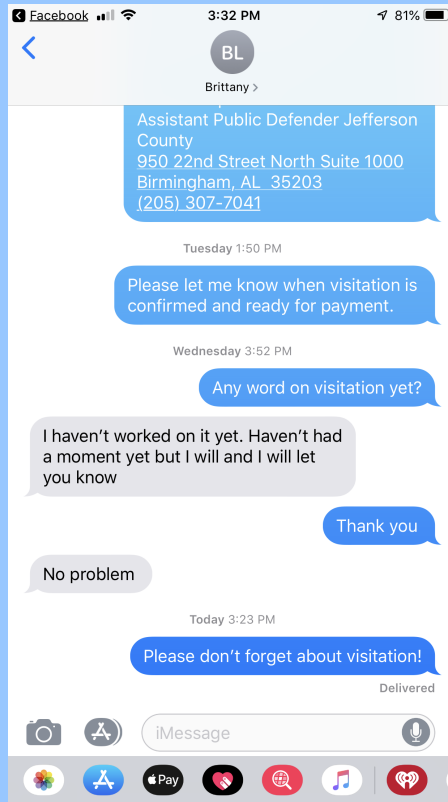 Facebook
3:32 PM
81%
BL
Brittany >
Assistant Public Defender Jefferson
County
950 22nd Street North Suite 1000
Birmingham, AL 35203
(205) 307-7041
Tuesday 1:50 PM
Please let me know when visitation is
confirmed and ready for payment.
Wednesday 3:52 PM
Any word on visitation yet?
I haven’t worked on it yet. Haven’t had
a moment yet but I will and I will let
you know
Thank you
No problem
Today 3:23 PM
Please don’t forget about visitation!
Delivered
iMessage
Pay